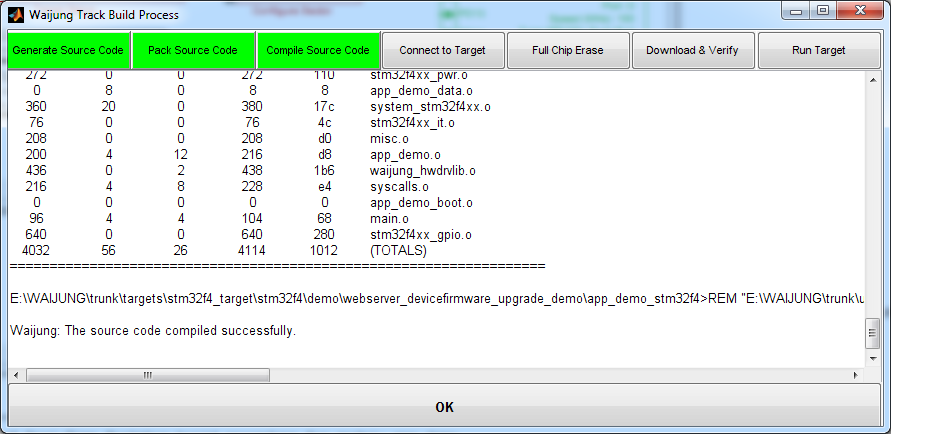 Waijung Track Build Process
Generate Source Code Pack Source Code Compile Source Code Connect to Target Full Chip Erase Download & Verify Run Target
272 0 0 272 110 stm32f4xx_pwr.o
0 8 0 8 8 app_demo_data.o
360 20 0 380 17c system_stm32f4xx.o
76 0 0 76 4c stm32f4xx_it.o
208 0 0 208 d0 misc.o
200 4 12 216 d8 app_demo.o
436 0 2 438 1b6 waijung_hwdrvlib.o
216 4 8 228 e4 syscalls.o
0 0 0 0 0 app_demo_boot.o
96 4 4 104 68 main.o
640 0 0 640 280 stm32f4xx_gpio.o
4032 56 26 4114 1012 (TOTALS)
===================================================================
E:\WAIJUNG\trunk\targets\stm32f4_target\stm32f4\demo\webserver_devicefirmware_upgrade_demo\app_demo_stm32f4>REM "E:\WAIJUNG\trunk\u
Waijung: The source code compiled successfully.
OK